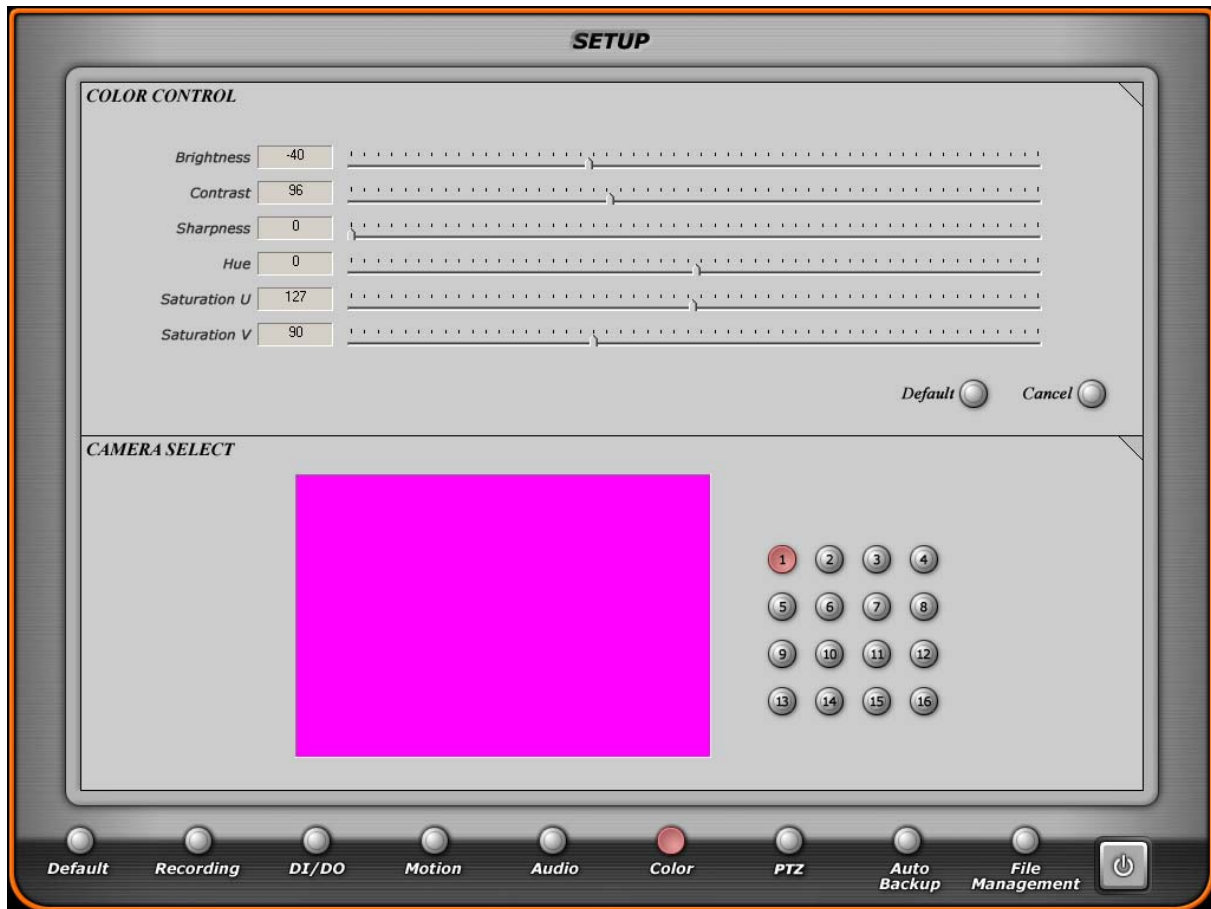 SETUP
COLOR CONTROL
Brightness -40
Contrast 96
Sharpness 0
Hue 0
Saturation U 127
Saturation V 90
Default Cancel
CAMERA SELECT
1 2 3 4
5 6 7 8
9 10 11 12
13 14 15 16
Default Recording DI/DO Motion Audio Color PTZ Auto Backup File Management